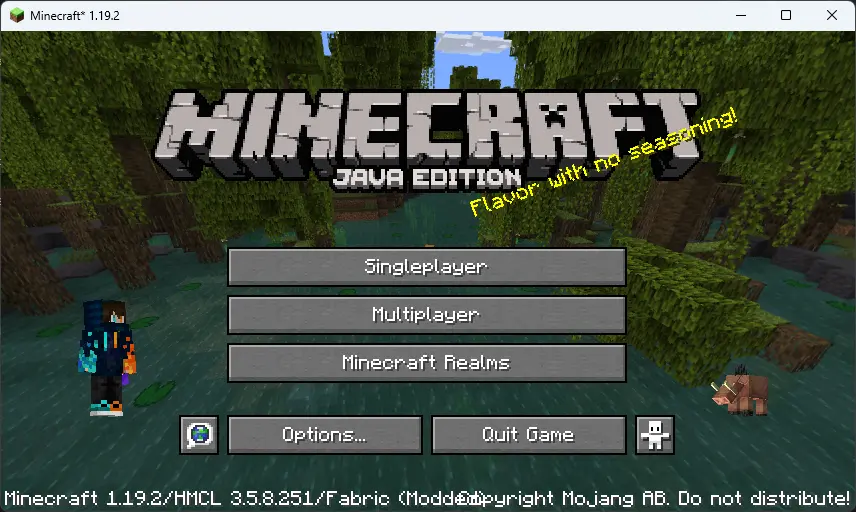 Minecraft* 1.19.2
MINECRAFT
JAVA EDITION
Flavor with no seasoning!
Singleplayer
Multiplayer
Minecraft Realms
Options...
Quit Game
Minecraft 1.19.2/HMCL 3.5.8.251/Fabric (Modded)
Copyright Mojang AB. Do not distribute!